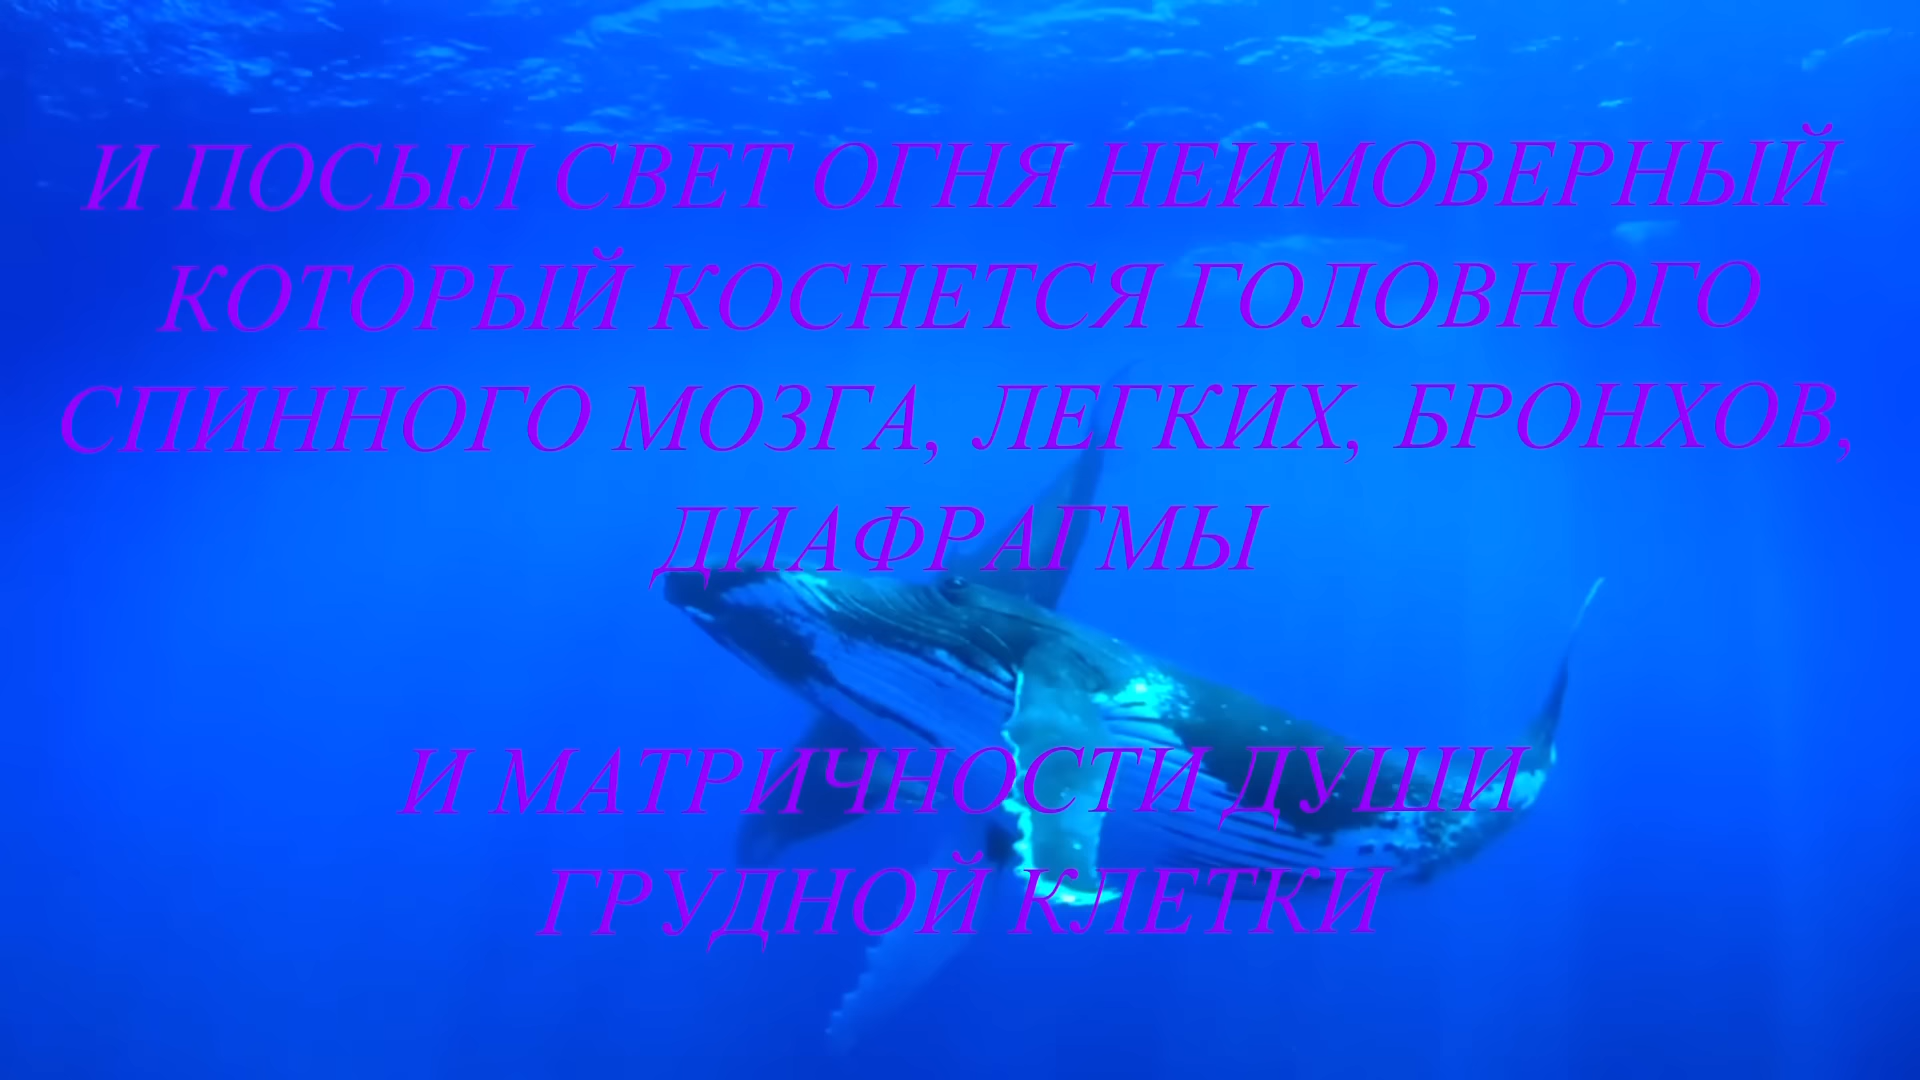 И ПОСЫЛ СВЕТ ОГНЯ НЕИМОВЕРНЫЙ
КОТОРЫЙ КОСНЕТСЯ ГОЛОВНОГО
СПИННОГО МОЗГА, ЛЕГКИХ, БРОНХОВ,
ДИАФРАГМЫ
И МАТРИЧНОСТИ ДУШИ
ГРУДНОЙ КЛЕТКИ